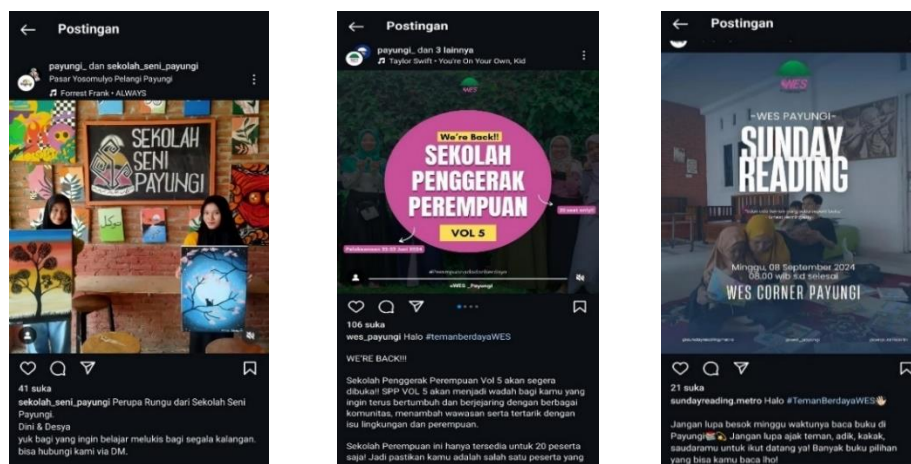 Postingan
payungi_ dan sekolah_seni_payungi
Pasar Yosomulyo Pelangi Payungi
Forrest Frank • ALWAYS
SEKOLAH
SENI
PAYUNGI
41 suka
sekolah_seni_payungi Perupa Rungu dari Sekolah Seni
Payungi.
Dini & Desya
yuk bagi yang ingin belajar melukis bagi segala kalangan.
bisa hubungi kami via DM.
Postingan
payungi_ dan 3 lainnya
Taylor Swift • You're On Your Own, Kid
WES
We're Back!!
SEKOLAH
PENGGERAK
PEREMPUAN
VOL 5
106 suka
wes_payungi Halo #temanberdayaWES
WE'RE BACK!!!
Sekolah Penggerak Perempuan Vol 5 akan segera
dibuka!! SPP VOL 5 akan menjadi wadah bagi kamu yang
ingin terus bertumbuh dan berjejaring dengan berbagai
komunitas, menambah wawasan serta tertarik dengan
isu lingkungan dan perempuan.
Sekolah Perempuan ini hanya tersedia untuk 20 peserta
saja! Jadi pastikan kamu adalah salah satu peserta yang
Postingan
WES
-WES PAYUNGI-
SUNDAY
READING
Minggu, 08 September 2024
08.00 wib s.d selesai
WES CORNER PAYUNGI
21 suka
sundayreading.metro Halo #TemanBerdayaWES
Jangan lupa besok minggu waktunya baca buku di
Payungi Jangan lupa ajak teman, adik, kakak,
saudaramu untuk ikut datang ya! Banyak buku pilihan
yang bisa kamu baca lho!